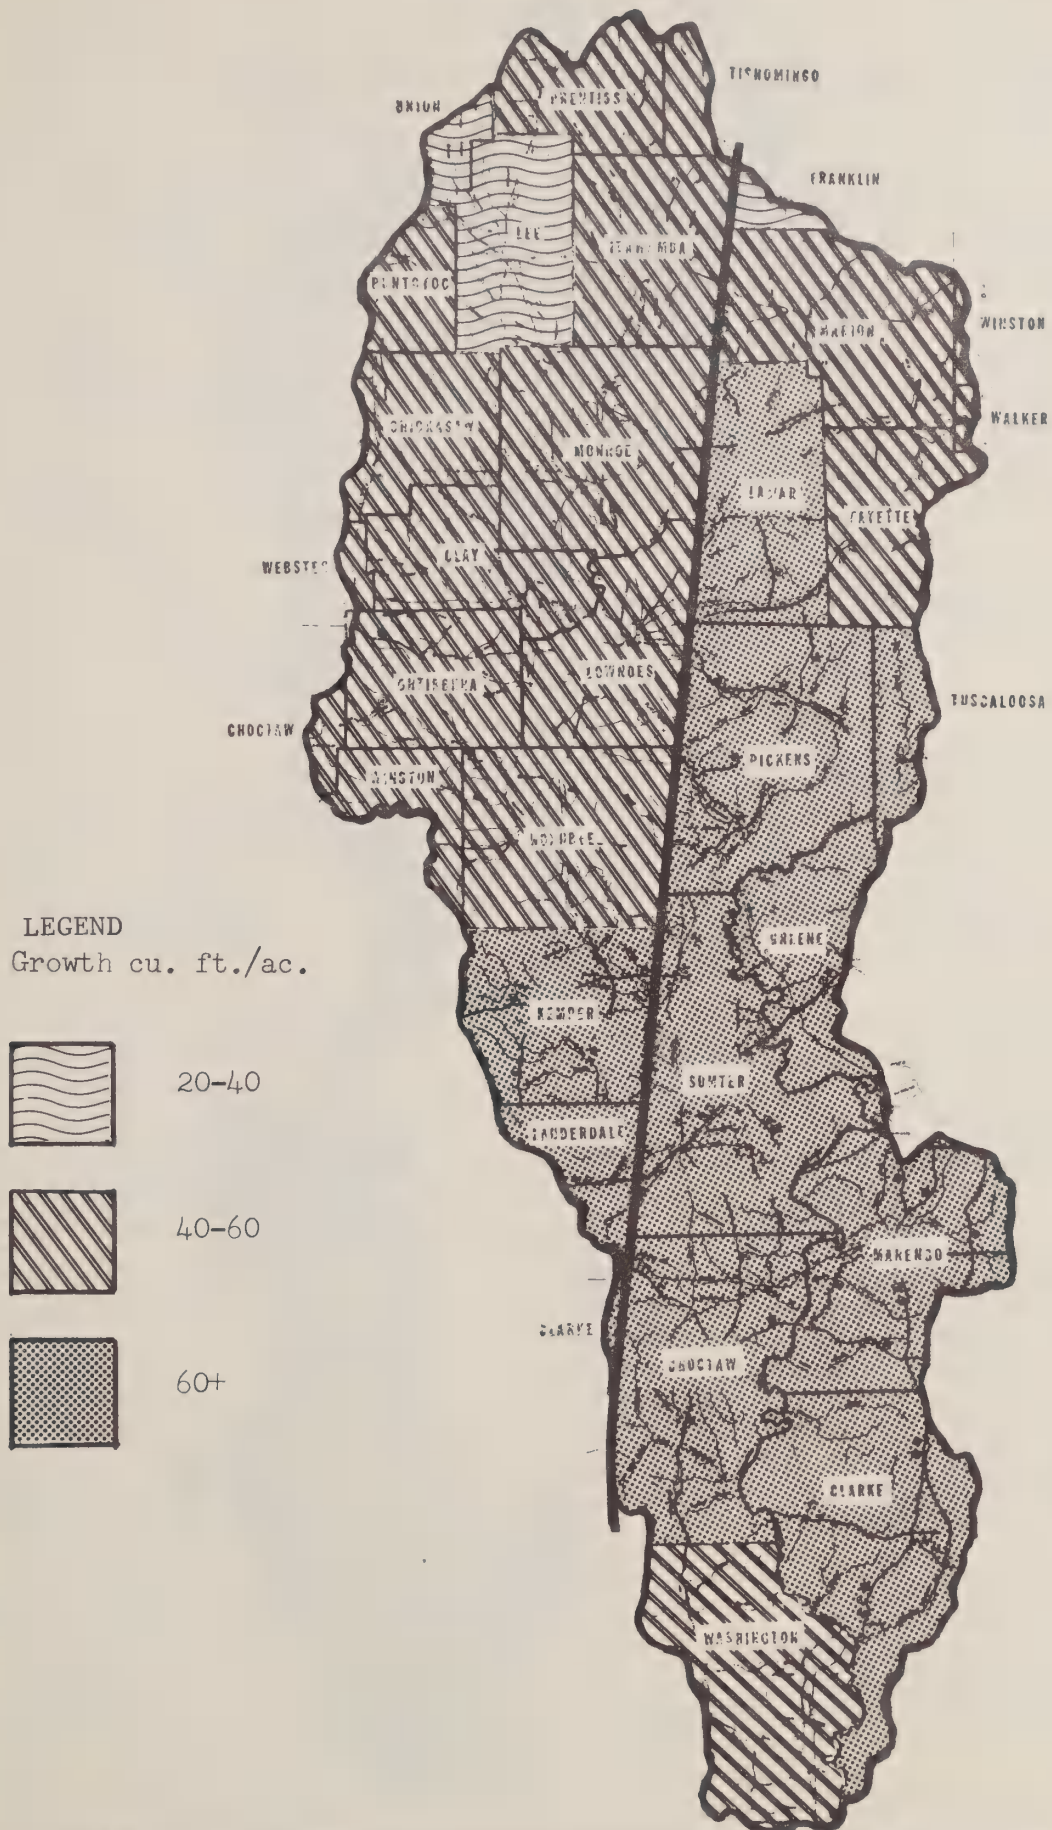 TISHOMINGO
UNION
PRENTISS
FRANKLIN
LEE
ITAWAMBA
PONTOTOC
WINSTON
MARION
WALKER
CHICKASAW
MONROE
LAMAR
FAYETTE
CLAY
WEBSTER
LOWNDES
OKTIBBEHA
TUSCALOOSA
CHOCTAW
PICKENS
WINSTON
NOXUBEE
LEGEND
Growth cu. ft./ac.
GREENE
KEMPER
20-40
SUMTER
LAUDERDALE
40-60
MARENGO
CLARKE
CHOCTAW
60+
CLARKE
WASHINGTON